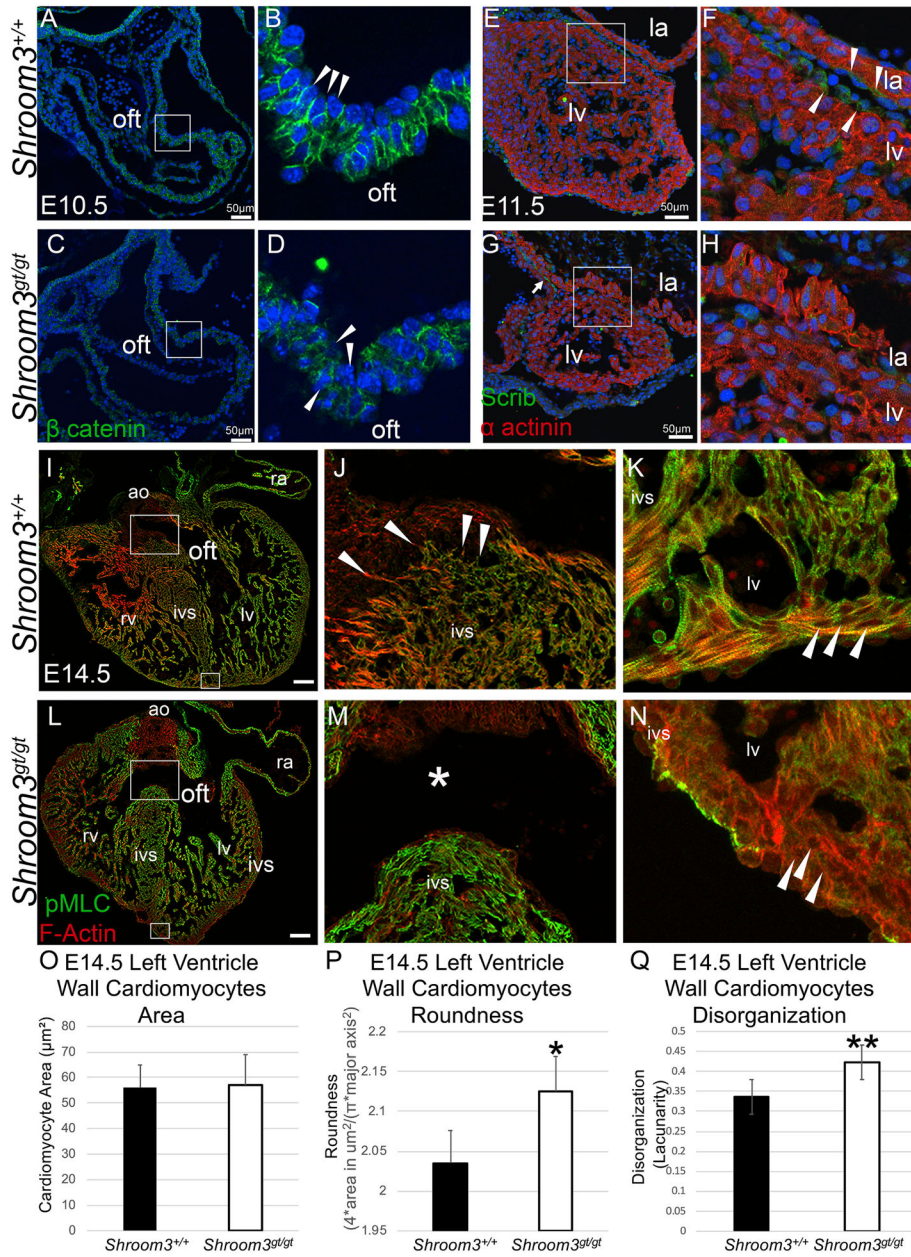 Shroom3+/+
A
oft
E10.5
50µm
B
oft
E
la
lv
E11.5
50µm
F
la
lv
Shroom3gt/gt
C
oft
β catenin
50µm
D
oft
G
la
lv
Scrib
α actinin
50µm
H
la
lv
Shroom3+/+
I
ao
ra
oft
rv
ivs
lv
E14.5
J
ivs
K
ivs
lv
Shroom3gt/gt
L
ao
ra
oft
rv
ivs
lv
ivs
pMLC
F-Actin
M
*
ivs
N
ivs
lv
O E14.5 Left Ventricle
Wall Cardiomyocytes
Area
Cardiomyocyte Area (µm²)
80
70
60
50
40
30
20
10
0
Shroom3+/+ Shroom3gt/gt
P E14.5 Left Ventricle
Wall Cardiomyocytes
Roundness
Roundness
(4*area in um²/(π*major axis²)
2.2
2.15
2.1
2.05
2
1.95
*
Shroom3+/+ Shroom3gt/gt
Q E14.5 Left Ventricle
Wall Cardiomyocytes
Disorganization
Disorganization
(Lacunarity)
0.5
0.45
0.4
0.35
0.3
0.25
0.2
0.15
0.1
0.05
0
**
Shroom3+/+ Shroom3gt/gt